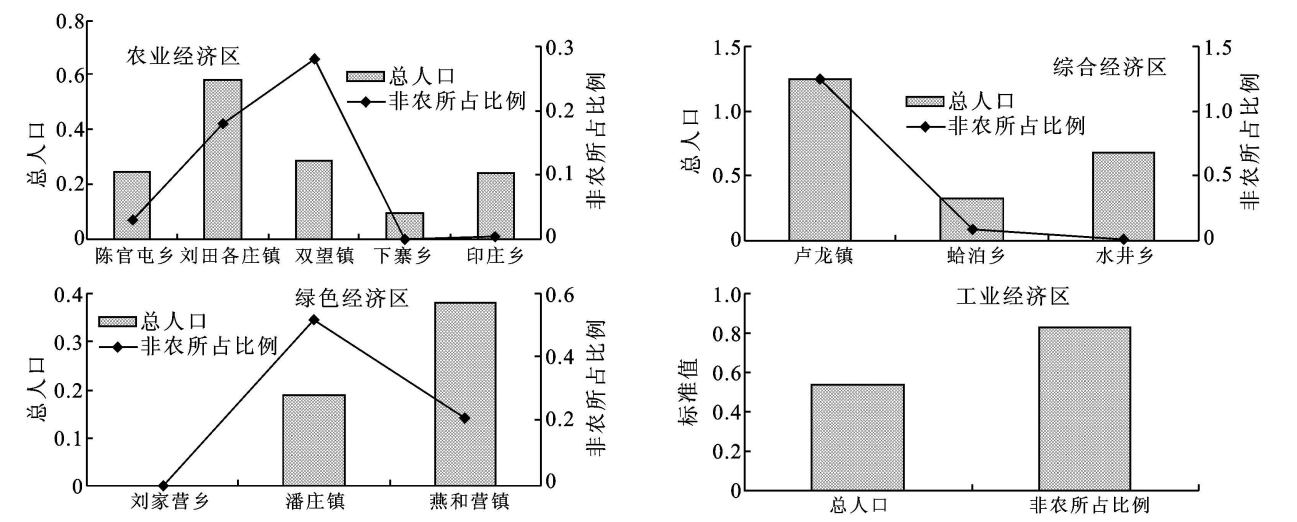 农业经济区
总人口
非农所占比例
总人口
0.8
0.6
0.4
0.2
0
非农所占比例
0.3
0.2
0.1
0
陈官屯乡 刘田各庄镇 双望镇 下寨乡 印庄乡
综合经济区
总人口
非农所占比例
总人口
1.5
1.0
0.5
0
非农所占比例
1.5
1.0
0.5
0
卢龙镇 蛤泊乡 水井乡
绿色经济区
总人口
非农所占比例
总人口
0.4
0.3
0.2
0.1
0
非农所占比例
0.6
0.4
0.2
0
刘家营乡 潘庄镇 燕和营镇
工业经济区
标准值
1.0
0.8
0.6
0.4
0.2
0
总人口 非农所占比例